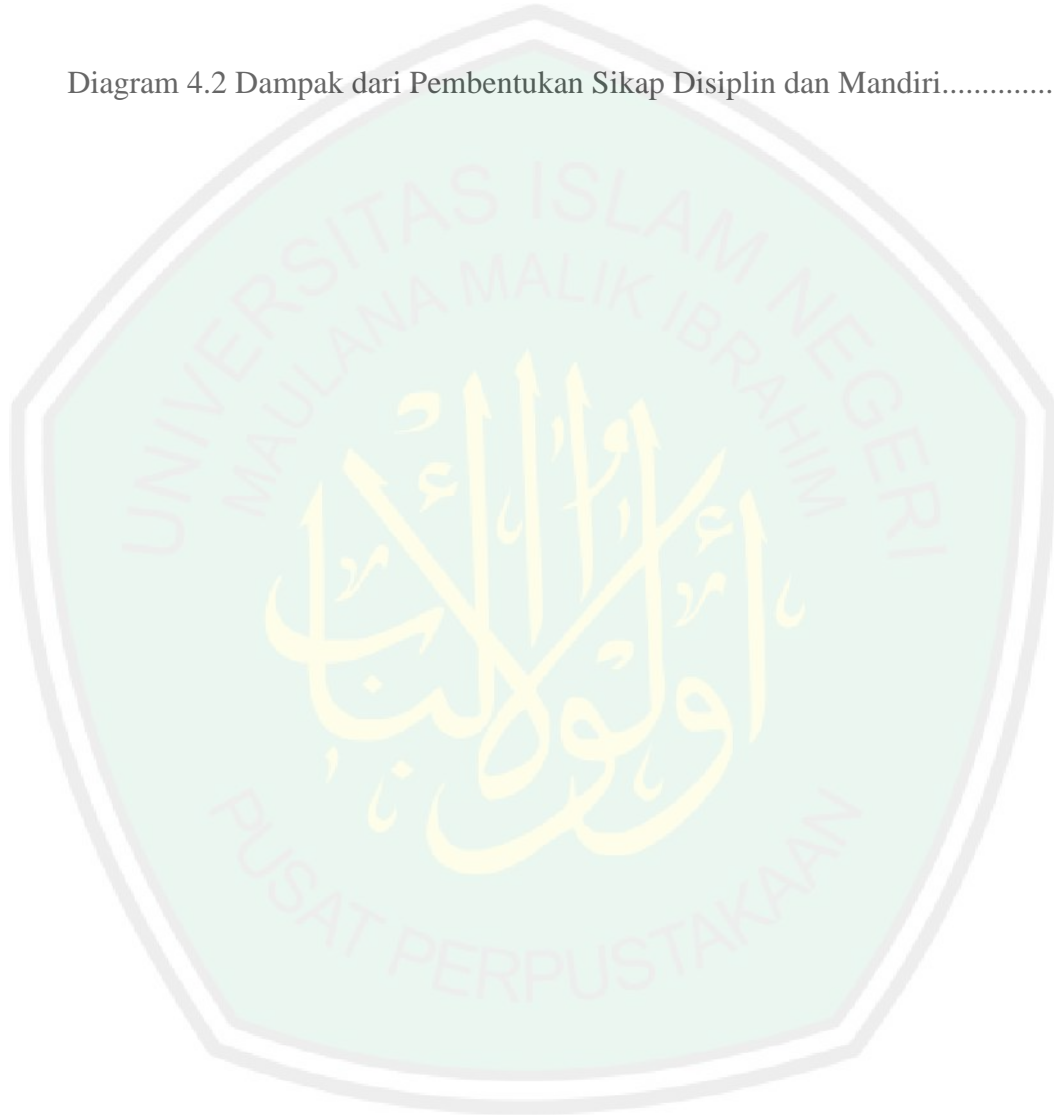 Diagram 4.2 Dampak dari Pembentukan Sikap Disiplin dan Mandiri.............
UNIVERSITAS ISLAM NEGERI
MAULANA MALIK IBRAHIM
أولوا الألباب
PUSAT PERPUSTAKAAN